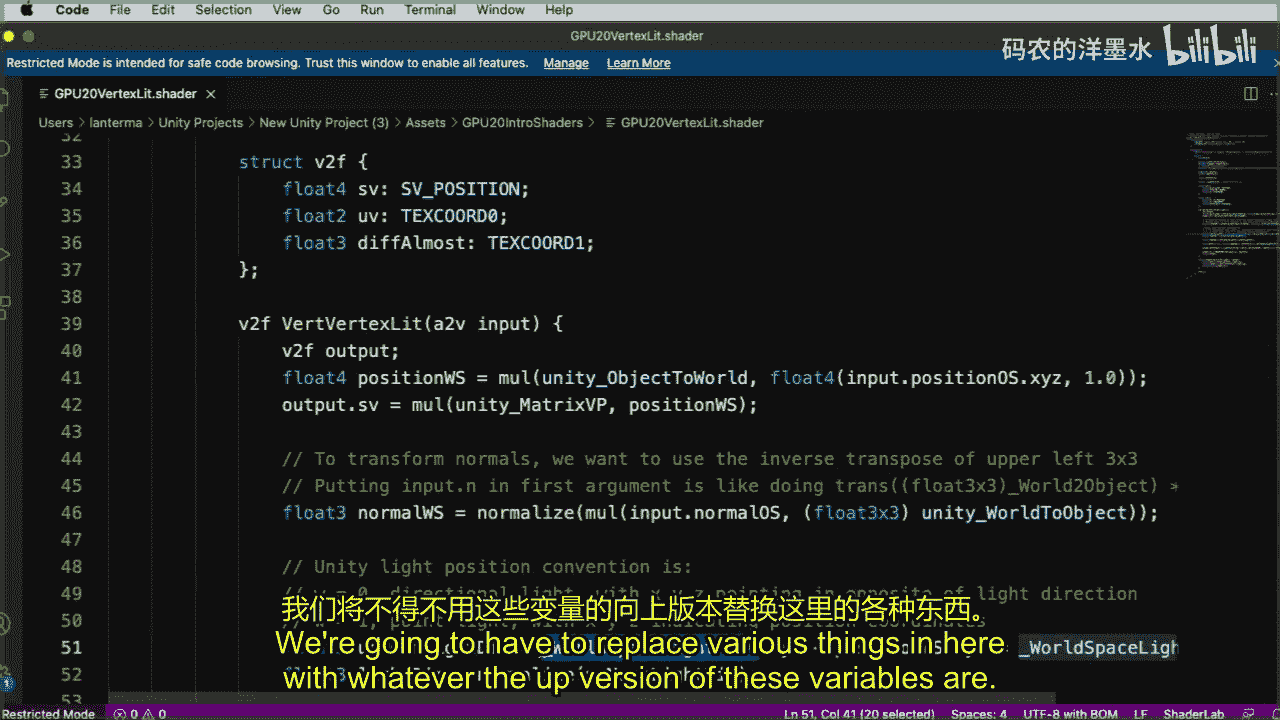 Code File Edit Selection View Go Run Terminal Window Help
GPU20VertexLit.shader
码农的洋墨水 bilibili
Restricted Mode is intended for safe code browsing. Trust this window to enable all features. Manage Learn More
GPU20VertexLit.shader
Users > lanterma > Unity Projects > New Unity Project (3) > Assets > GPU20IntroShaders > GPU20VertexLit.shader
32
33 struct v2f {
34 float4 sv: SV_POSITION;
35 float2 uv: TEXCOORD0;
36 float3 diffAlmost: TEXCOORD1;
37 };
38
39 v2f VertVertexLit(a2v input) {
40 v2f output;
41 float4 positionWS = mul(unity_ObjectToWorld, float4(input.positionOS.xyz, 1.0));
42 output.sv = mul(unity_MatrixVP, positionWS);
43
44 // To transform normals, we want to use the inverse transpose of upper left 3x3
45 // Putting input.n in first argument is like doing trans((float3x3)_World2Object) *
46 float3 normalWS = normalize(mul(input.normalOS, (float3x3) unity_WorldToObject));
47
48 // Unity light position convention is:
49 light direction
50
51 _WorldSpaceLigh
52
53
我们将不得不用这些变量的向上版本替换这里的各种东西。
We're going to have to replace various things in here
with whatever the up version of these variables are.
Restricted Mode 0 0 Ln 51, Col 41 (20 selected) Spaces: 4 UTF-8 with BOM LF ShaderLab